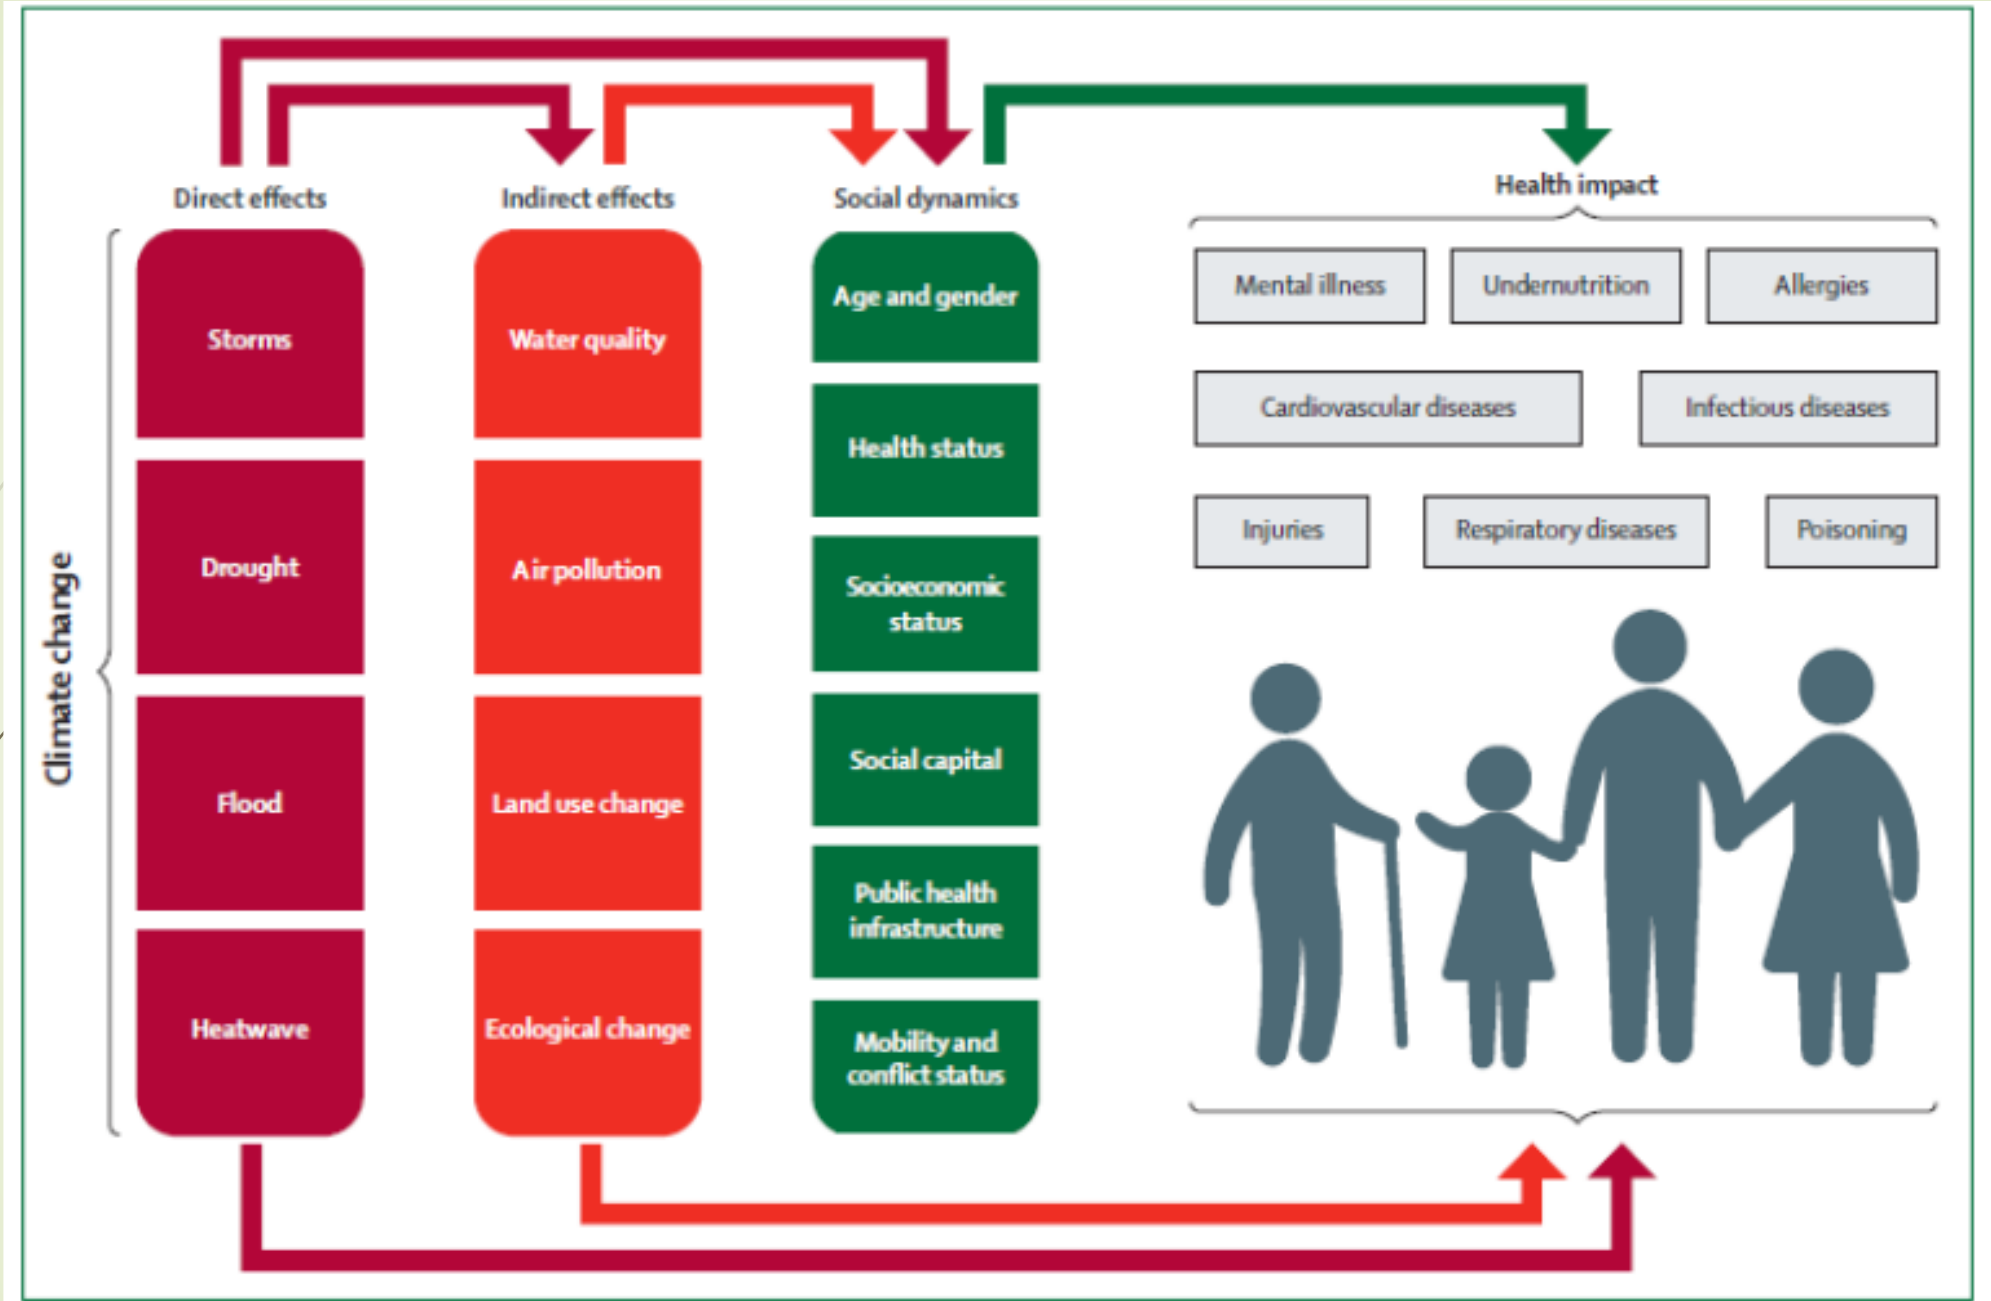 Direct effects
Indirect effects
Social dynamics
Health impact
Climate change
Storms
Drought
Flood
Heatwave
Water quality
Air pollution
Land use change
Ecological change
Age and gender
Health status
Socioeconomic
status
Social capital
Public health
infrastructure
Mobility and
conflict status
Mental illness
Undernutrition
Allergies
Cardiovascular diseases
Infectious diseases
Injuries
Respiratory diseases
Poisoning